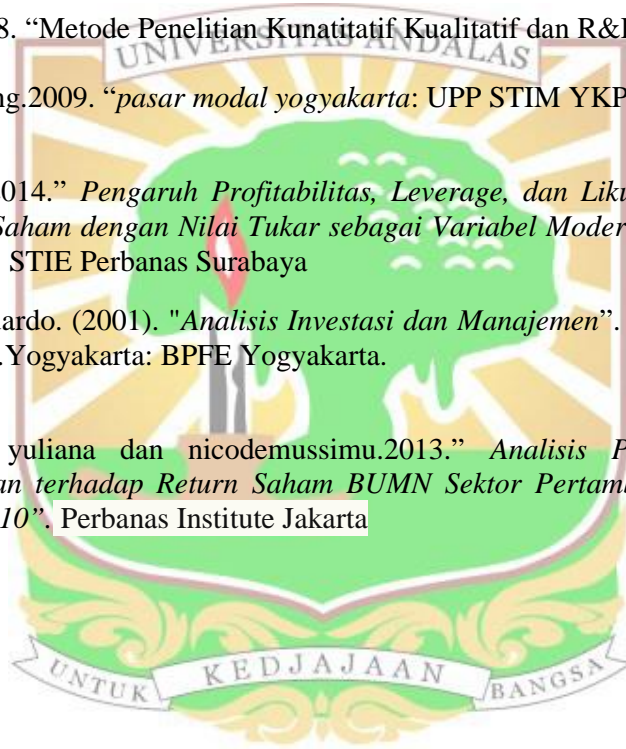 8. “Metode Penelitian Kunatitatif Kualitatif dan R&
UNIVERSITAS ANDALAS
ng.2009. “pasar modal yogyakarta: UPP STIM YKP
2014.” Pengaruh Profitabilitas, Leverage, dan Liku
Saham dengan Nilai Tukar sebagai Variabel Moder
STIE Perbanas Surabaya
uardo. (2001). "Analisis Investasi dan Manajemen”.
.Yogyakarta: BPFE Yogyakarta.
yuliana dan nicodemussimu.2013.” Analisis P
an terhadap Return Saham BUMN Sektor Pertam
10”. Perbanas Institute Jakarta
UNTUK KEDJAJAAN BANGSA